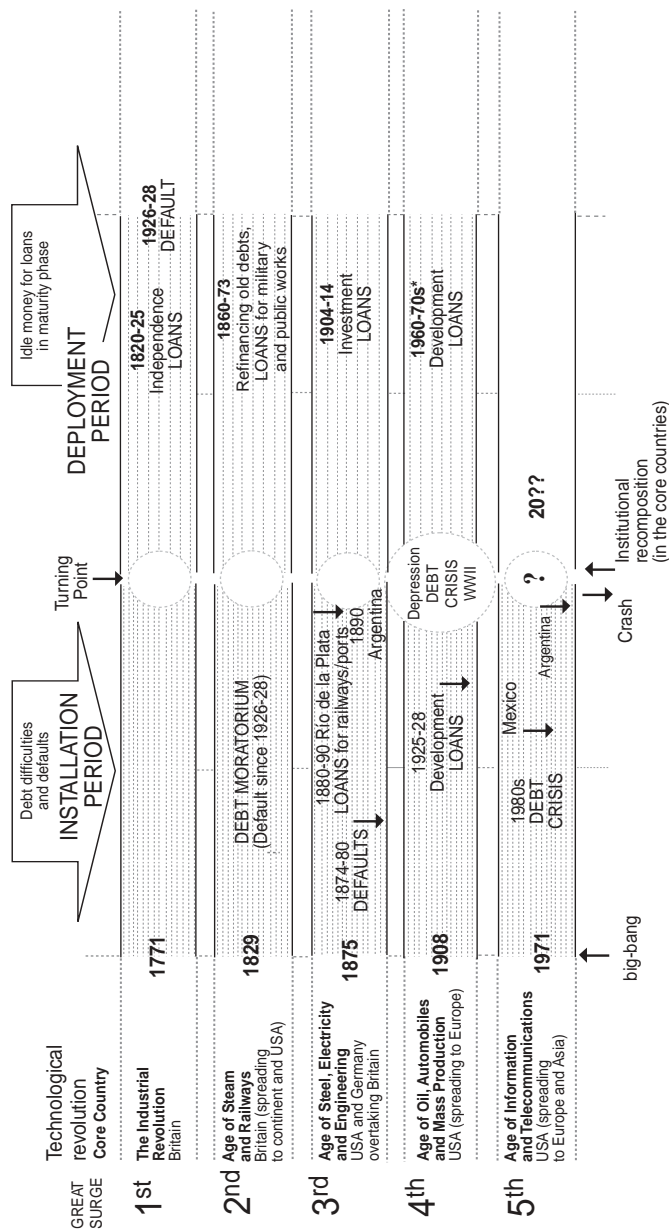 GREAT
SURGE
Technological
revolution
Core Country
Debt difficulties
and defaults
INSTALLATION
PERIOD
Turning
Point
Idle money for loans
in maturity phase
DEPLOYMENT
PERIOD
1st
The Industrial
Revolution
Britain
1771
1820-25
Independence
LOANS
1926-28
DEFAULT
2nd
Age of Steam
and Railways
Britain (spreading
to continent and USA)
1829
DEBT MORATORIUM
(Default since 1926-28)
1860-73
Refinancing old debts,
LOANS for military
and public works
3rd
Age of Steel, Electricity
and Engineering
USA and Germany
overtaking Britain
1875
1874-80
DEFAULTS
1880-90 Río de la Plata
LOANS for railways/ports
1890
Argentina
1904-14
Investment
LOANS
4th
Age of Oil, Automobiles
and Mass Production
USA (spreading to Europe)
1908
1925-28
Development
LOANS
Depression
DEBT
CRISIS
WWII
1960-70s*
Development
LOANS
5th
Age of Information
and Telecommunications
USA (spreading
to Europe and Asia)
1971
1980s
DEBT
CRISIS
Mexico
Argentina
?
20??
big-bang
Crash
Institutional
recomposition
(in the core countries)